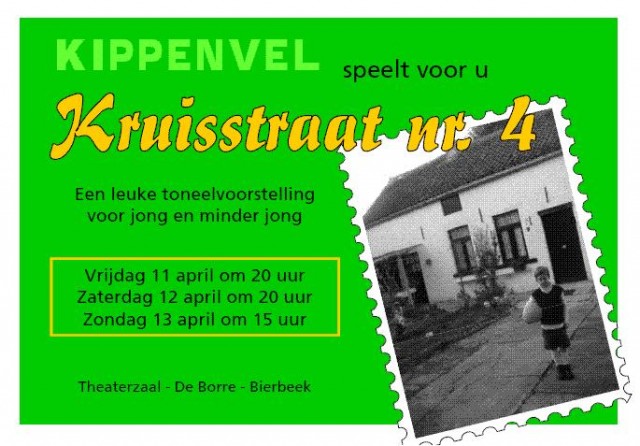 KIPPENVEL speelt voor u
Kruisstraat nr. 4
Een leuke toneelvoorstelling
voor jong en minder jong
Vrijdag 11 april om 20 uur
Zaterdag 12 april om 20 uur
Zondag 13 april om 15 uur
Theaterzaal - De Borre - Bierbeek